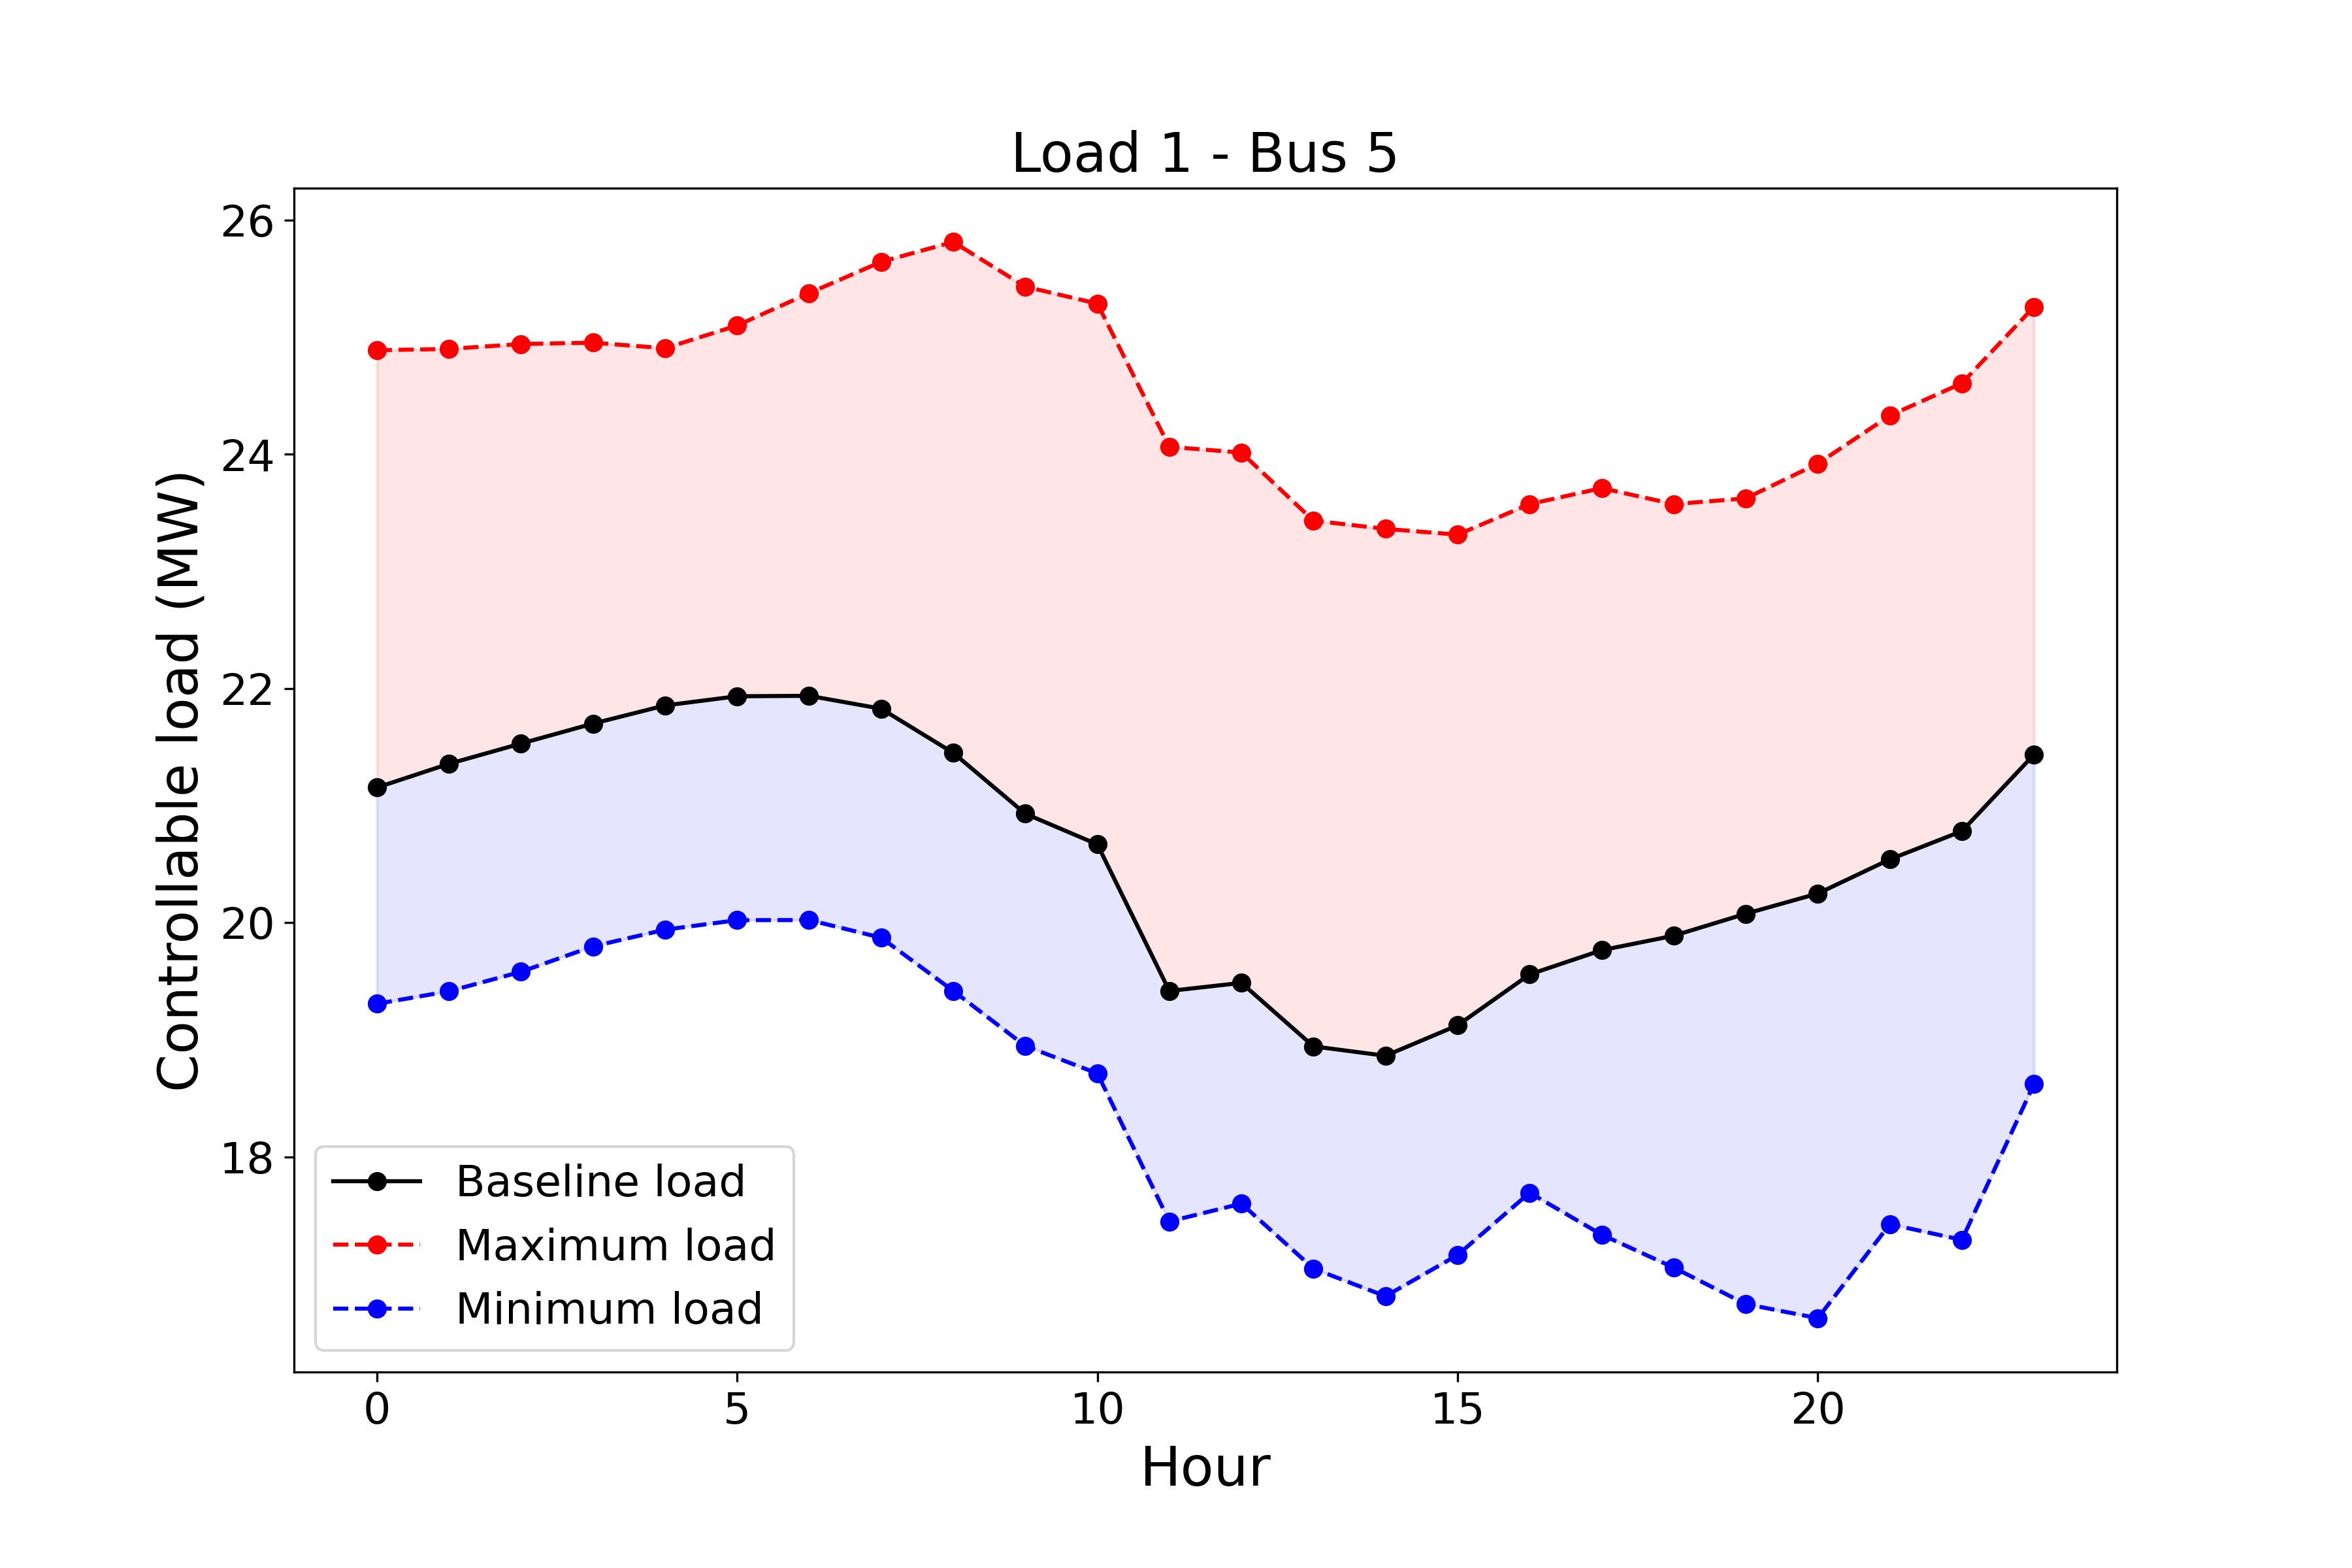 Load 1 - Bus 5
26
24
22
20
18
Controllable load (MW)
Baseline load
Maximum load
Minimum load
0 5 10 15 20
Hour